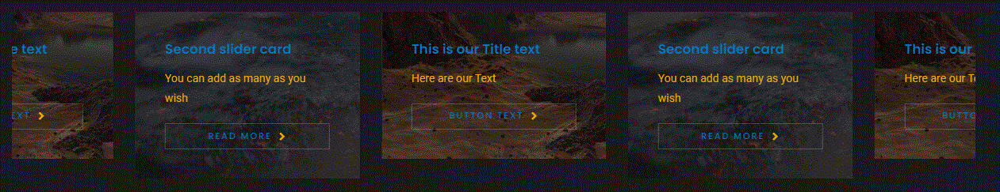 e text
EXT
Second slider card
You can add as many as you
wish
READ MORE
This is our Title text
Here are our Text
BUTTON TEXT
Second slider card
You can add as many as you
wish
READ MORE
This is our
Here are our Te
BUTTO